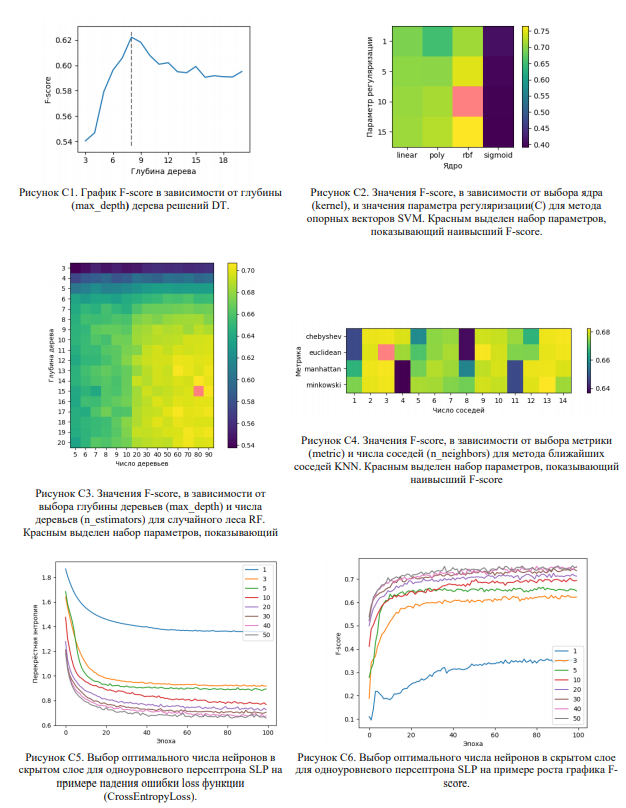 0.62
0.60
0.58
0.56
0.54
F-score
3 6 9 12 15 18
Глубина дерева
Рисунок С1. График F-score в зависимости от глубины
(max_depth) дерева решений DT.
Параметр регуляризации
1
5
10
15
linear poly rbf sigmoid
Ядро
0.75
0.70
0.65
0.60
0.55
0.50
0.45
0.40
Рисунок С2. Значения F-score, в зависимости от выбора ядра
(kernel), и значения параметра регуляризации(С) для метода
опорных векторов SVM. Красным выделен набор параметров,
показывающий наивысший F-score.
Глубина дерева
3
4
5
6
7
8
9
10
11
12
13
14
15
16
17
18
19
20
5 6 7 8 9 10 20 30 40 50 60 70 80 90
Число деревьев
0.70
0.68
0.66
0.64
0.62
0.60
0.58
0.56
0.54
Рисунок С3. Значения F-score, в зависимости от
выбора глубины деревьев (max_depth) и числа
деревьев (n_estimators) для случайного леса RF.
Красным выделен набор параметров, показывающий
Метрика
chebyshev
euclidean
manhattan
minkowski
1 2 3 4 5 6 7 8 9 10 11 12 13 14
Число соседей
0.68
0.66
0.64
Рисунок С4. Значения F-score, в зависимости от выбора метрики
(metric) и числа соседей (n_neighbors) для метода ближайших
соседей KNN. Красным выделен набор параметров, показывающий
наивысший F-score
Перекрёстная энтропия
1.8
1.6
1.4
1.2
1.0
0.8
0.6
0 20 40 60 80 100
Эпоха
1
3
5
10
20
30
40
50
Рисунок С5. Выбор оптимального числа нейронов в
скрытом слое для одноуровневого персептрона SLP на
примере падения ошибки loss функции
(CrossEntropyLoss).
F-score
0.7
0.6
0.5
0.4
0.3
0.2
0.1
0 20 40 60 80 100
Эпоха
1
3
5
10
20
30
40
50
Рисунок С6. Выбор оптимального числа нейронов в скрытом слое
для одноуровневого персептрона SLP на примере роста графика F-
score.